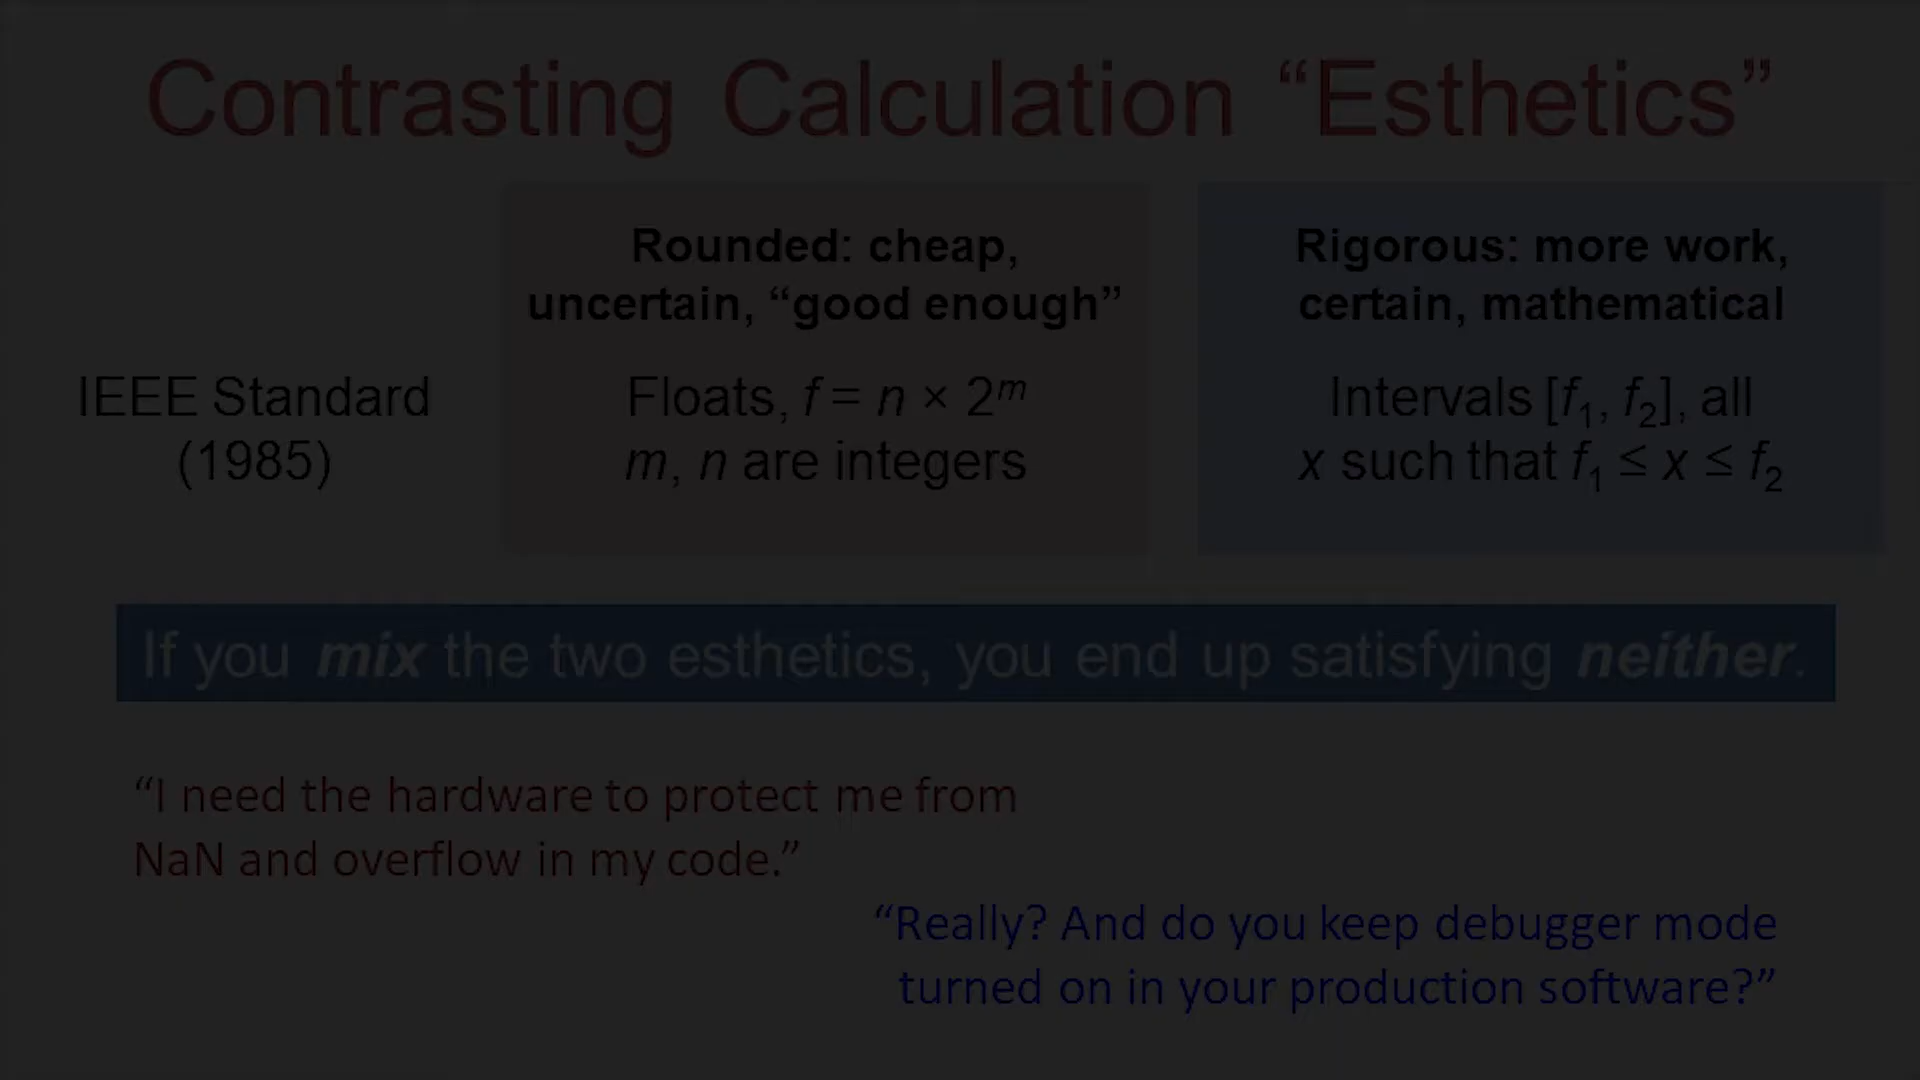 Contrasting Calculation “Esthetics”
Rounded: cheap,
uncertain, “good enough”
Rigorous: more work,
certain, mathematical
IEEE Standard
(1985)
Floats, f = n × 2ᵐ
m, n are integers
Intervals [f₁, f₂], all
x such that f₁ ≤ x ≤ f₂
If you mix the two esthetics, you end up satisfying neither.
“I need the hardware to protect me from
NaN and overflow in my code.”
“Really? And do you keep debugger mode
turned on in your production software?”